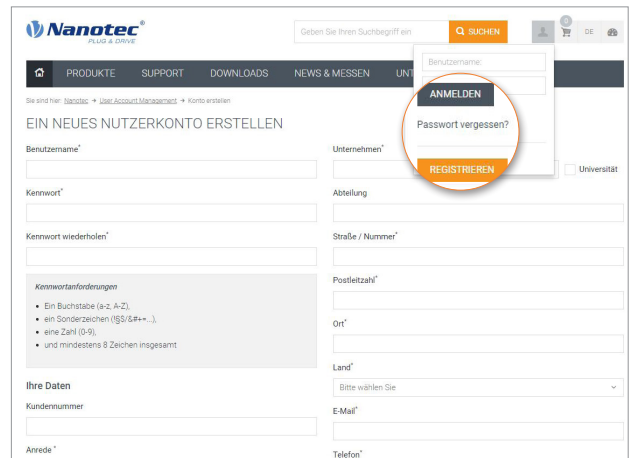 Nanotec®
PLUG & DRIVE
Geben Sie Ihren Suchbegriff ein
SUCHEN
0
DE
PRODUKTE SUPPORT DOWNLOADS NEWS & MESSEN UNT
Benutzername:
ANMELDEN
Passwort vergessen?
REGISTRIEREN
Sie sind hier: Nanotec → User Account Management → Konto erstellen
EIN NEUES NUTZERKONTO ERSTELLEN
Benutzername*
Kennwort*
Kennwort wiederholen*
Kennwortanforderungen
• Ein Buchstabe (a-z, A-Z),
• ein Sonderzeichen (!§$/&#+=...),
• eine Zahl (0-9),
• und mindestens 8 Zeichen insgesamt
Ihre Daten
Kundennummer
Anrede *
Unternehmen*
Universität
Abteilung
Straße / Nummer*
Postleitzahl*
Ort*
Land*
Bitte wählen Sie
E-Mail*
Telefon*